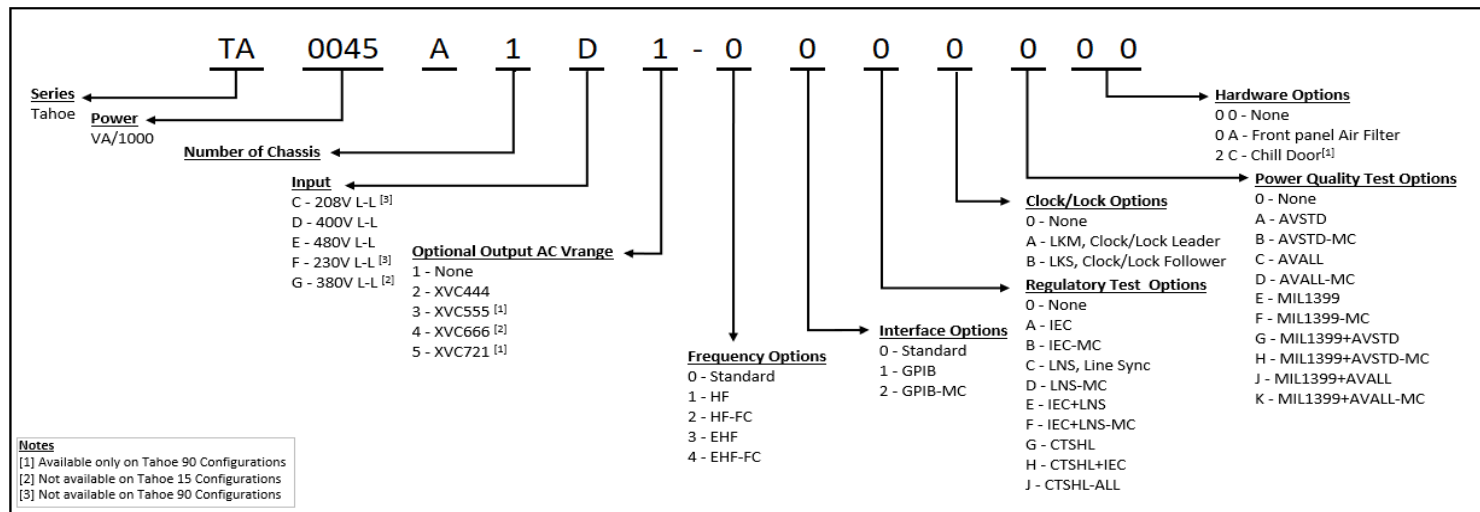 TA 0045 A 1 D 1 - 0 0 0 0 0 0 0
Series
Tahoe
Power
VA/1000
Number of Chassis
Input
C - 208V L-L [3]
D - 400V L-L
E - 480V L-L
F - 230V L-L [3]
G - 380V L-L [2]
Optional Output AC Vrange
1 - None
2 - XVC444
3 - XVC555 [1]
4 - XVC666 [2]
5 - XVC721 [1]
Frequency Options
0 - Standard
1 - HF
2 - HF-FC
3 - EHF
4 - EHF-FC
Interface Options
0 - Standard
1 - GPIB
2 - GPIB-MC
Clock/Lock Options
0 - None
A - LKM, Clock/Lock Leader
B - LKS, Clock/Lock Follower
Regulatory Test Options
0 - None
A - IEC
B - IEC-MC
C - LNS, Line Sync
D - LNS-MC
E - IEC+LNS
F - IEC+LNS-MC
G - CTSHL
H - CTSHL+IEC
J - CTSHL-ALL
Hardware Options
0 0 - None
0 A - Front panel Air Filter
2 C - Chill Door[1]
Power Quality Test Options
0 - None
A - AVSTD
B - AVSTD-MC
C - AVALL
D - AVALL-MC
E - MIL1399
F - MIL1399-MC
G - MIL1399+AVSTD
H - MIL1399+AVSTD-MC
J - MIL1399+AVALL
K - MIL1399+AVALL-MC
Notes
[1] Available only on Tahoe 90 Configurations
[2] Not available on Tahoe 15 Configurations
[3] Not available on Tahoe 90 Configurations